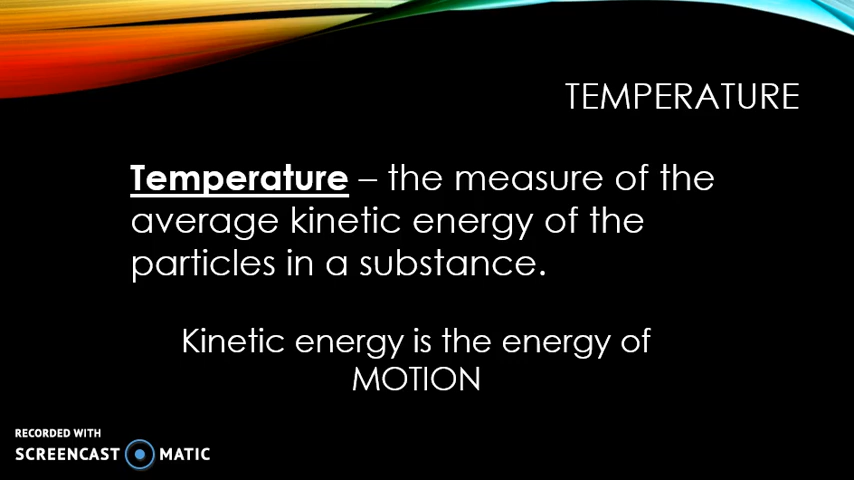 TEMPERATURE
Temperature – the measure of the
average kinetic energy of the
particles in a substance.
Kinetic energy is the energy of
MOTION
RECORDED WITH
SCREENCAST MATIC